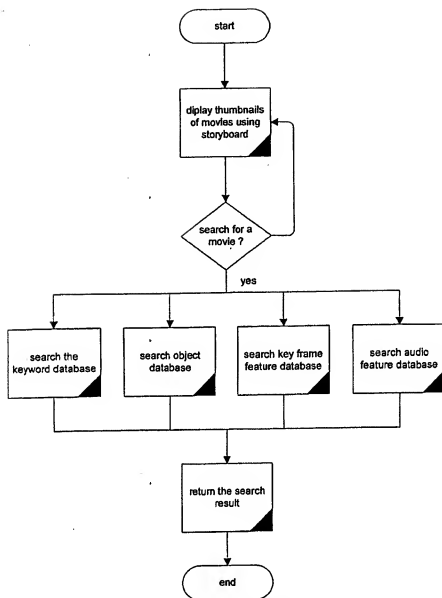 start
diplay thumbnails
of movies using
storyboard
search for a
movie ?
yes
search the
keyword database
search object
database
search key frame
feature database
search audio
feature database
return the search
result
end